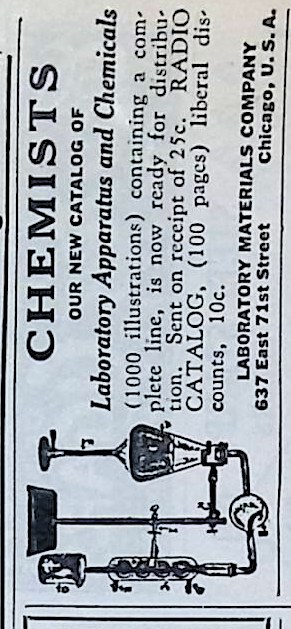 CHEMISTS
OUR NEW CATALOG OF
Laboratory Apparatus and Chemicals
(1000 illustrations) containing a com-
plete line, is now ready for distribu-
tion. Sent on receipt of 25c. RADIO
CATALOG, (100 pages) liberal dis-
counts, 10c.
LABORATORY MATERIALS COMPANY
637 East 71st Street Chicago, U. S. A.